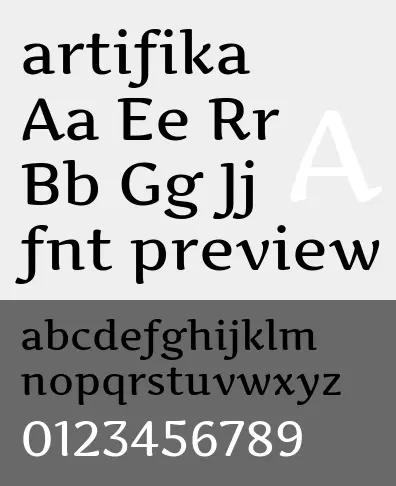 artifika
Aa Ee Rr
A
Bb Gg Jj
fnt preview
abcdefghijklm
nopqrstuvwxyz
0123456789